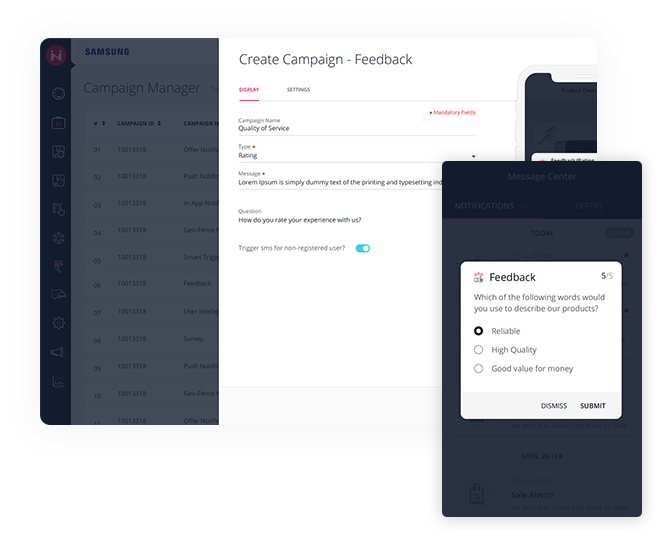 SAMSUNG
Create Campaign - Feedback
Campaign Manager
DISPLAY
SETTINGS
Product Over
• Mandatory Fields
Campaign Name
Quality of Service
# CAMPAIGN ID CAMPAIGN N
Type •
Rating
01 10013318 Offer Notific
02 10013318 Push Notific
03 10013318 In-App Notif
04 10013318 Geo Fence
05 10013318 Smart Trigg
06 10013318 Feedback
07 10013318 User Intellig
08 10013318 Survey
09 10013318 Push Notific
10 10013318 Geo Fence
10013318 Offer Notific
Message •
Lorem Ipsum is simply dummy text of the printing and typesetting ind
Question
How do you rate your experience with us?
Trigger sms for non-registered user?
Feedback/Rating
Message Center
NOTIFICATIONS
OFFERS
TODAY
CLEAR
Feedback
5/5
Which of the following words would
you use to describe our products?
Reliable
High Quality
Good value for money
DISMISS
SUBMIT
MON, 20 FEB
Sale Alert!!!